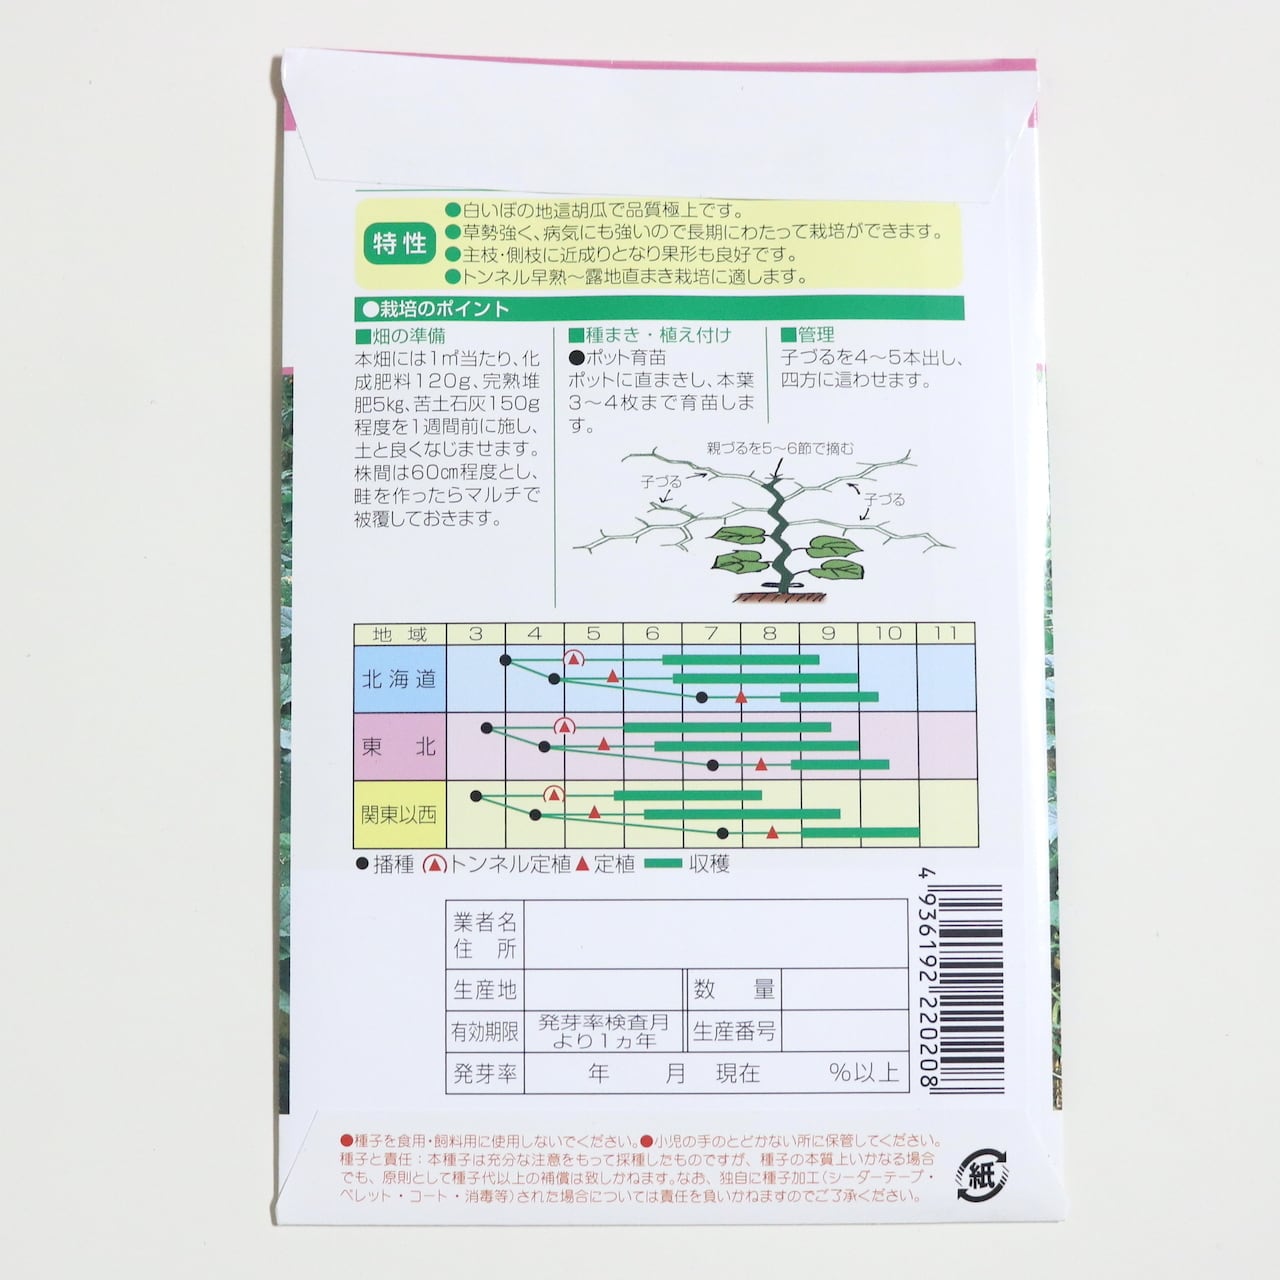 特性
●白いぼの地這胡瓜で品質極上です。
●草勢強く、病気にも強いので長期にわたって栽培ができます。
●主枝・側枝に近成りとなり果形も良好です。
●トンネル早熟～露地直まき栽培に適します。
●栽培のポイント
■畑の準備
本畑には1㎡当たり、化
成肥料120g、完熟堆
肥5㎏、苦土石灰150g
程度を1週間前に施し、
土と良くなじませます。
株間は60㎝程度とし、
畦を作ったらマルチで
被覆しておきます。
■種まき・植え付け
●ポット育苗
ポットに直まきし、本葉
3～4枚まで育苗しま
す。
■管理
子づるを4～5本出し、
四方に這わせます。
親づるを5～6節で摘む
子づる
子づる
地域 3 4 5 6 7 8 9 10 11
北海道
東北
関東以西
●播種 ▲トンネル定植 ▲定植 収穫
業者名
住所
生産地 数量
有効期限 発芽率検査月
より1ヵ年 生産番号
発芽率 年 月 現在 %以上
4 936192 220208
●種子を食用・飼料用に使用しないでください。●小児の手のとどかない所に保管してください。
種子と責任：本種子は充分な注意をもって採種したものですが、種子の本質上いかなる場合
でも、原則として種子代以上の補償は致しかねます。なお、独自に種子加工（シーダーテープ・
ペレット・コート・消毒等）された場合については責任を負いかねますのでご了承ください。
紙